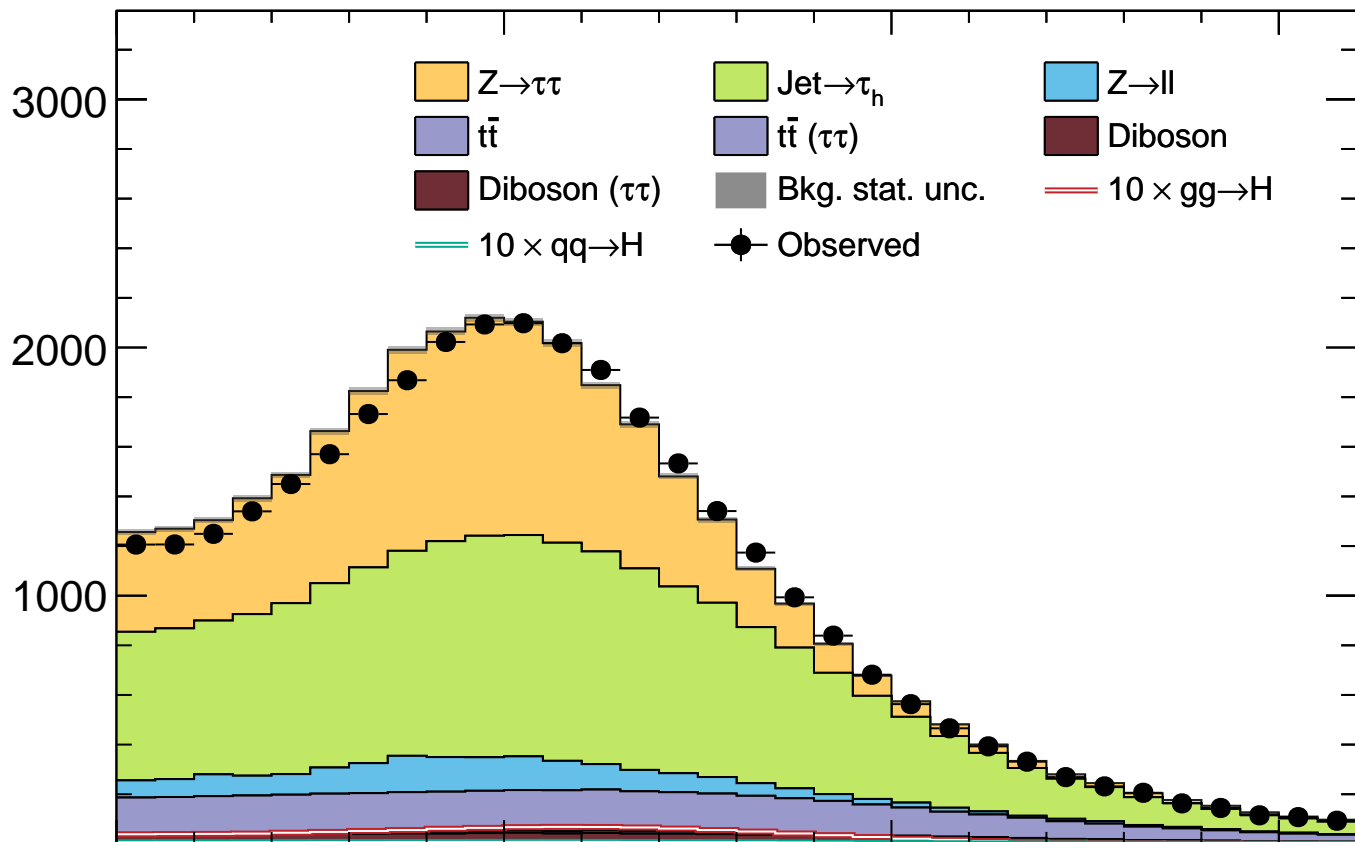 3000
2000
1000
Z→ττ Jet→τₕ Z→ll
tt̄ tt̄ (ττ) Diboson
Diboson (ττ) Bkg. stat. unc. 10 × gg→H
10 × qq→H Observed